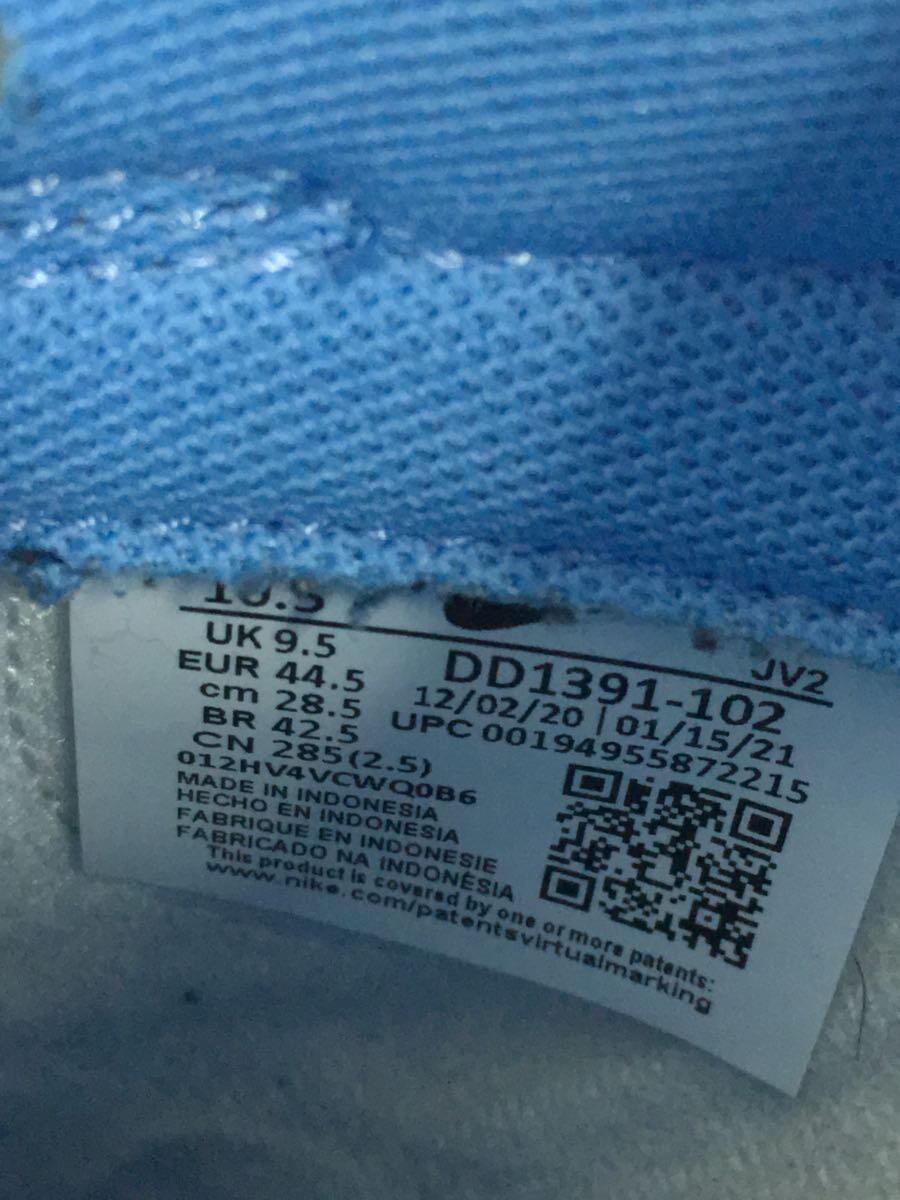 10.5
UK 9.5
EUR 44.5
cm 28.5
BR 42.5
CN 285(2.5)
JV2
DD1391-102
12/02/20 | 01/15/21
UPC 00194955872215
012HV4VCWQ0B6
MADE IN INDONESIA
HECHO EN INDONESIA
FABRIQUE EN INDONESIE
FABRICADO NA INDONÉSIA
This product is covered by one or more patents:
www.nike.com/patentsvirtualmarking